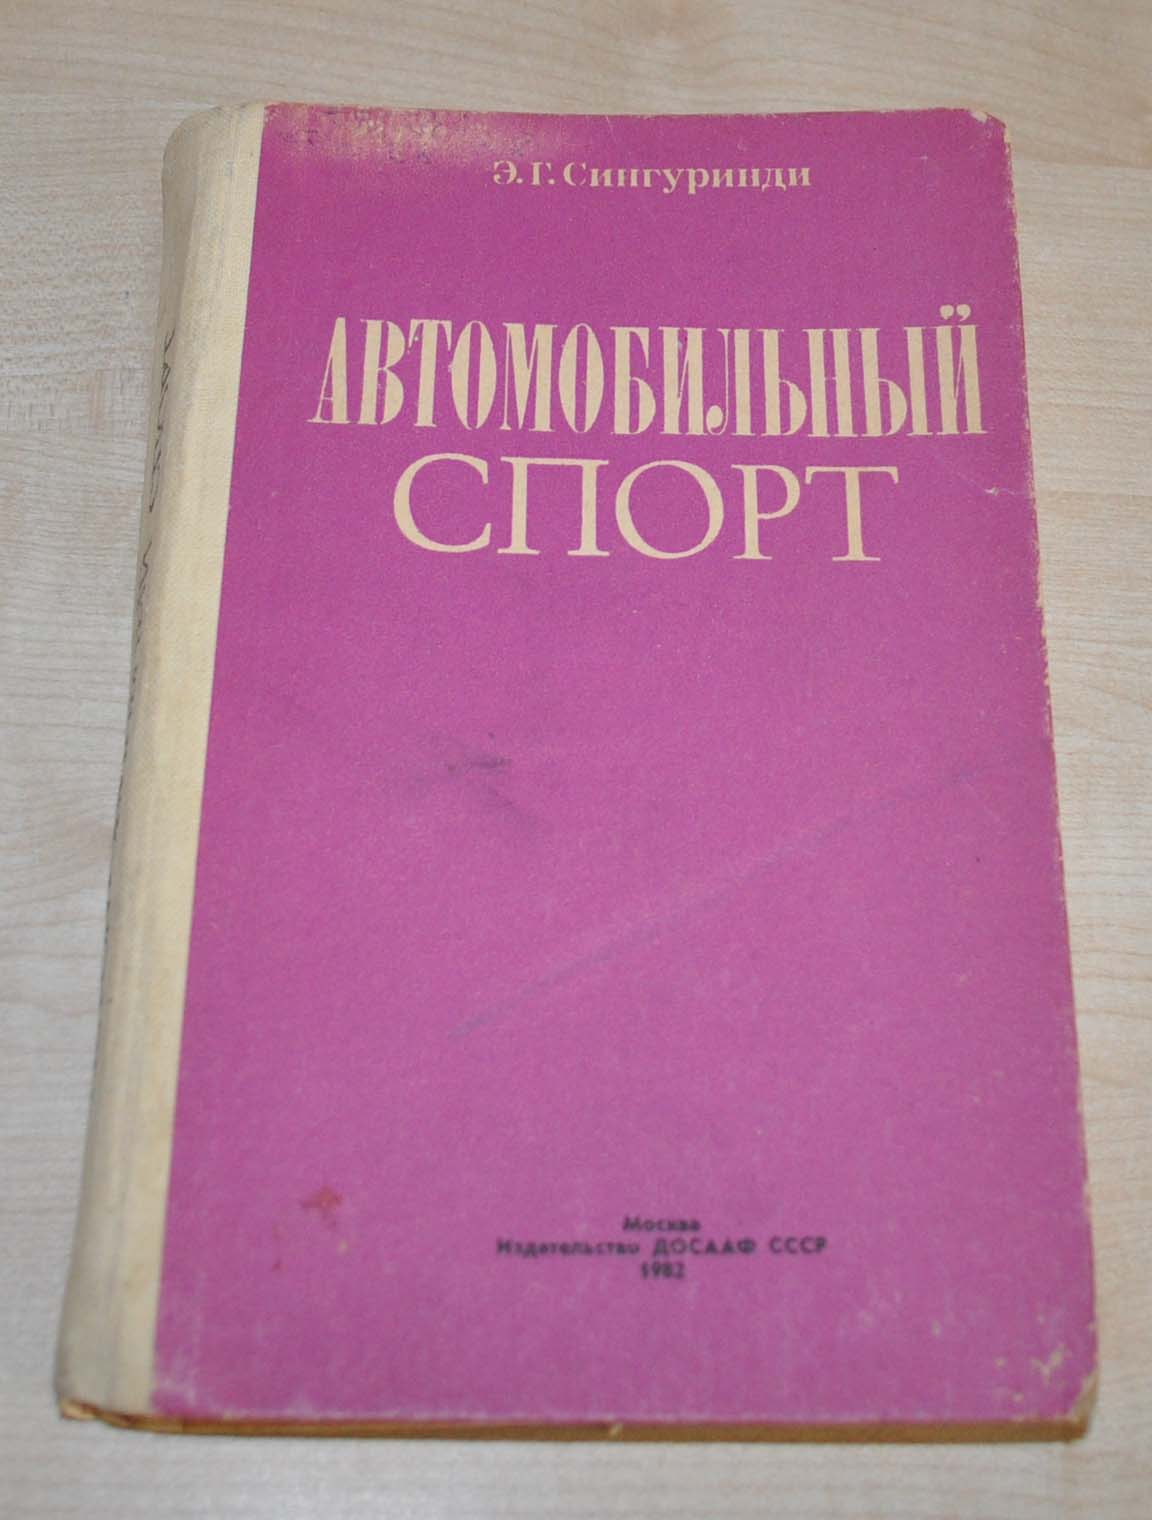 Э. Г. Сингуринди
АВТОМОБИЛЬНЫЙ
СПОРТ
Москва
Издательство ДОСААФ СССР
1982